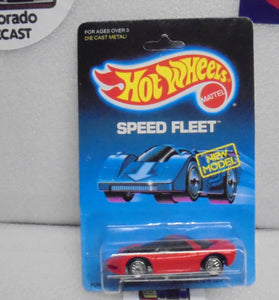 orado
ECAST
FOR AGES OVER 3
DIE CAST METAL!
Hot Wheels
MATTEL
SPEED FLEET
NEW
MODEL!